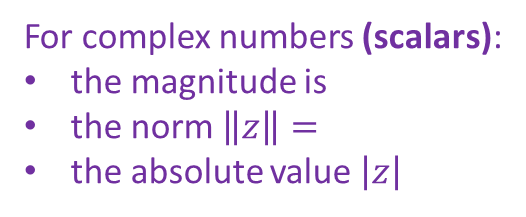 For complex numbers (scalars):
• the magnitude is
• the norm ‖z‖ =
• the absolute value |z|